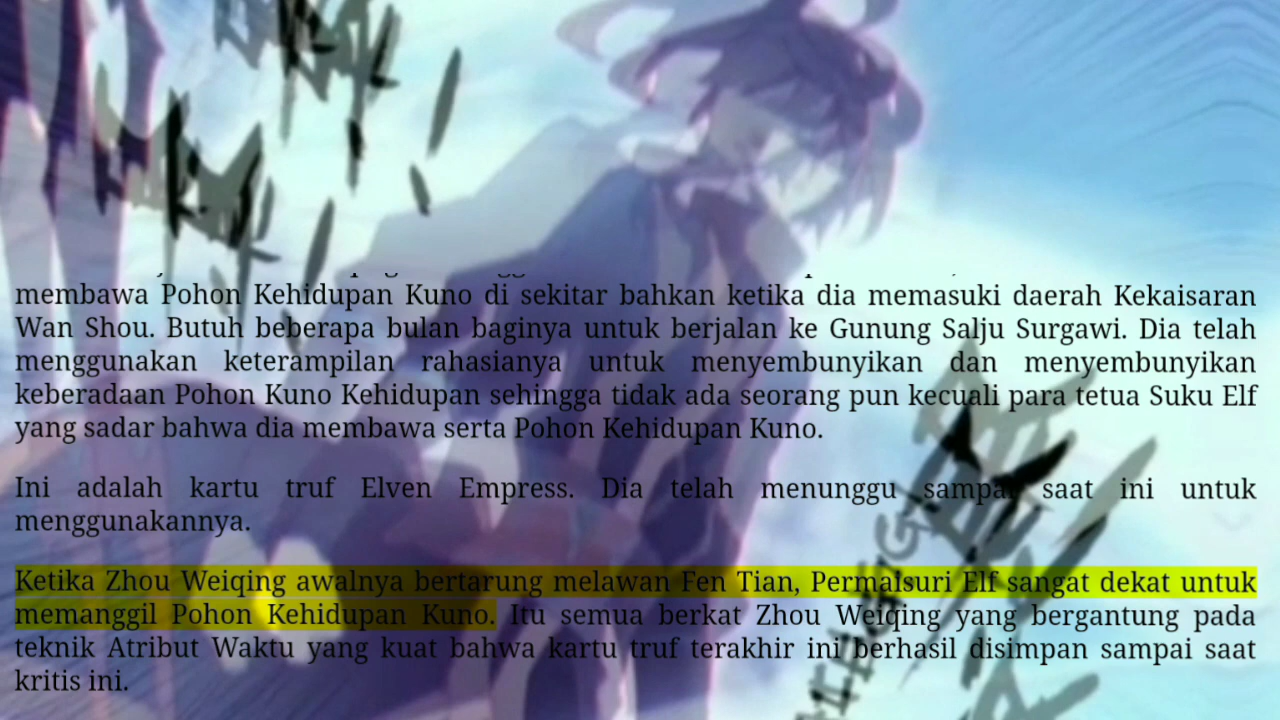 membawa Pohon Kehidupan Kuno di sekitar bahkan ketika dia memasuki daerah Kekaisaran
Wan Shou. Butuh beberapa bulan baginya untuk berjalan ke Gunung Salju Surgawi. Dia telah
menggunakan keterampilan rahasianya untuk menyembunyikan dan menyembunyikan
keberadaan Pohon Kuno Kehidupan sehingga tidak ada seorang pun kecuali para tetua Suku Elf
yang sadar bahwa dia membawa serta Pohon Kehidupan Kuno.
Ini adalah kartu truf Elven Empress. Dia telah menunggu sampai saat ini untuk
menggunakannya.
Ketika Zhou Weiqing awalnya bertarung melawan Fen Tian, Permaisuri Elf sangat dekat untuk
memanggil Pohon Kehidupan Kuno. Itu semua berkat Zhou Weiqing yang bergantung pada
teknik Atribut Waktu yang kuat bahwa kartu truf terakhir ini berhasil disimpan sampai saat
kritis ini.